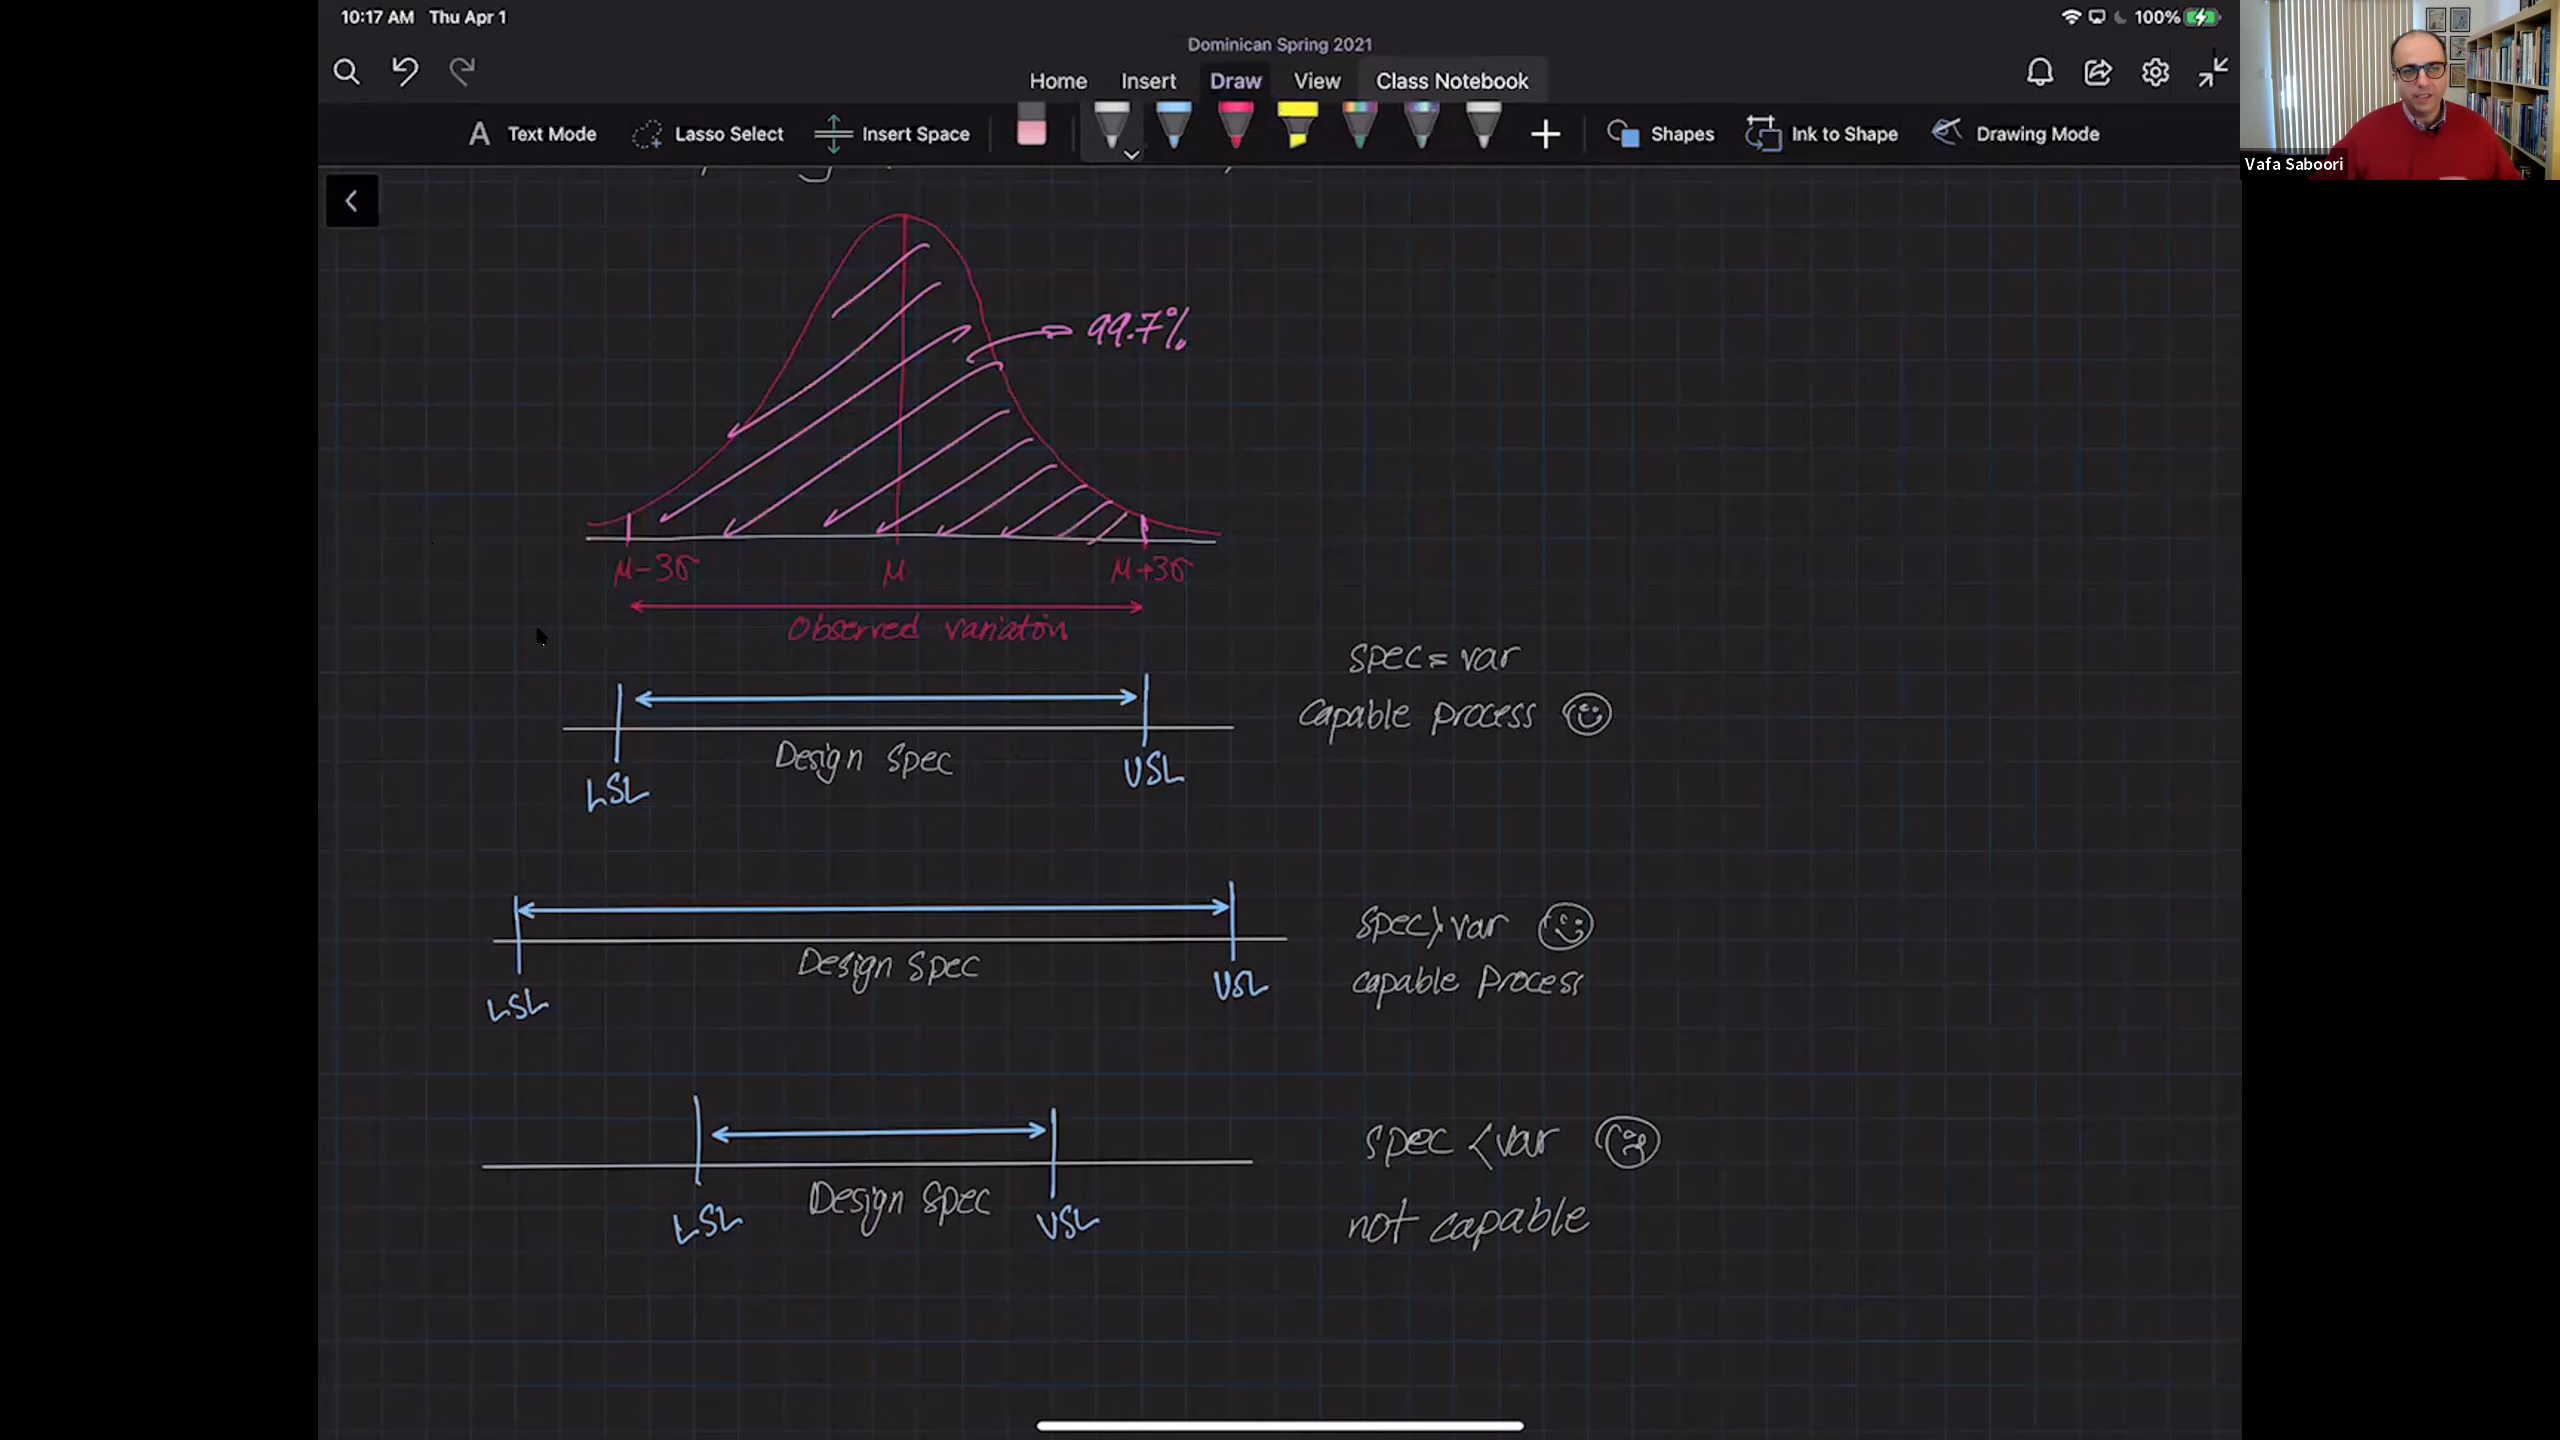 10:17 AM Thu Apr 1
100%
Dominican Spring 2021
Home Insert Draw View Class Notebook
Text Mode Lasso Select Insert Space Shapes Ink to Shape Drawing Mode
Vafa Saboori
99.7%
μ-3σ μ μ+3σ
Observed variaton
spec = var
capable process
Design spec
LSL USL
spec > var
Design spec
capable process
LSL USL
spec < var
Design spec
LSL USL
not capable